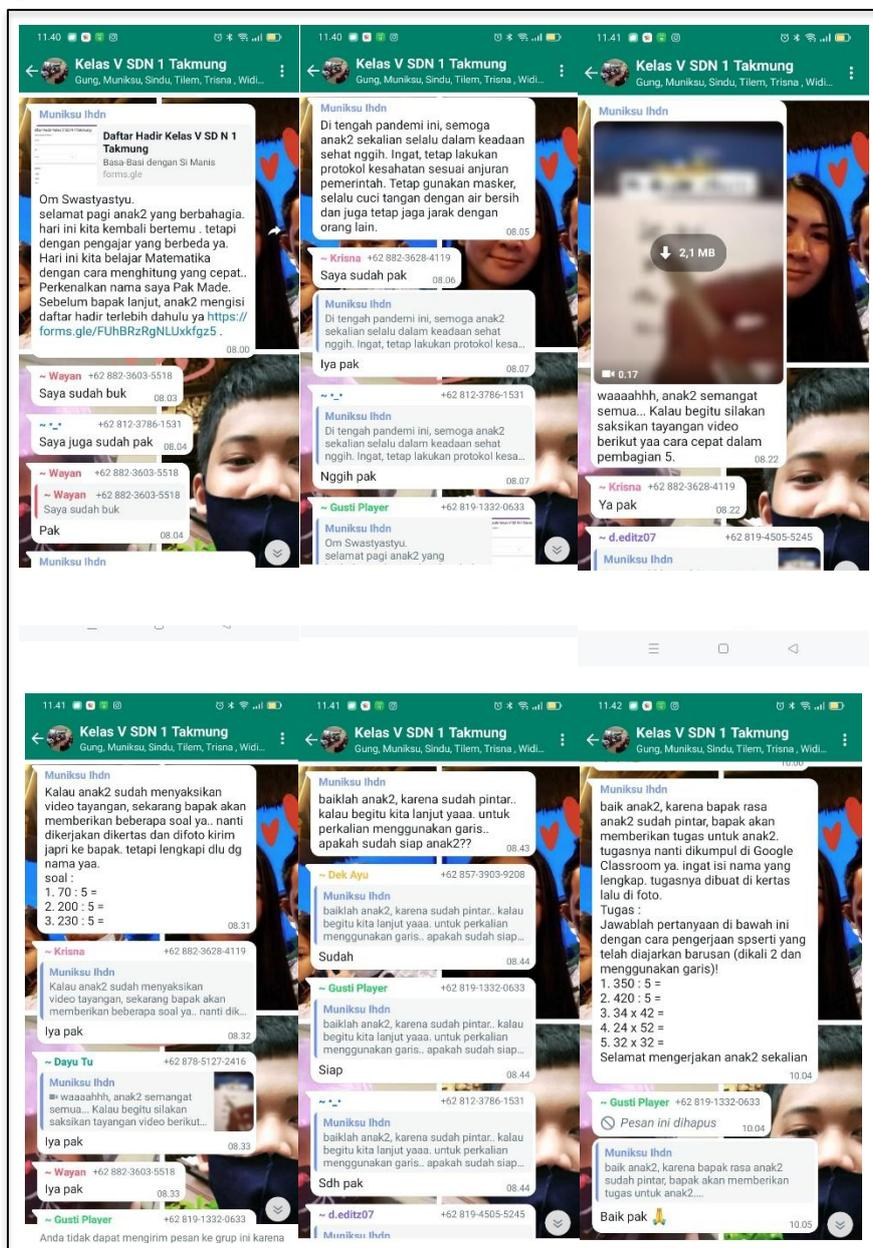 11.40
Kelas V SDN 1 Takmung
Gung, Muniksu, Sindu, Tilem, Trisna , Widi...
Muniksu Ihdn
Daftar Hadir Kelas V SD N 1
Takmung
Basa-Basi dengan Si Manis
forms.gle
Om Swastyastyu.
selamat pagi anak2 yang berbahagia.
hari ini kita kembali bertemu . tetapi
dengan pengajar yang berbeda ya.
Hari ini kita belajar Matematika
dengan cara menghitung yang cepat..
Perkenalkan nama saya Pak Made.
Sebelum bapak lanjut, anak2 mengisi
daftar hadir terlebih dahulu ya https://
forms.gle/FUhBRzRgNLUxkfgz5 .
08.00
~ Wayan +62 882-3603-5518
Saya sudah buk 08.03
~ •_• +62 812-3786-1531
Saya juga sudah pak 08.04
~ Wayan +62 882-3603-5518
~ Wayan +62 882-3603-5518
Saya sudah buk
Pak 08.04
Muniksu Ihdn
11.40
Kelas V SDN 1 Takmung
Gung, Muniksu, Sindu, Tilem, Trisna , Widi...
Muniksu Ihdn
Di tengah pandemi ini, semoga
anak2 sekalian selalu dalam keadaan
sehat nggih. Ingat, tetap lakukan
protokol kesahatan sesuai anjuran
pemerintah. Tetap gunakan masker,
selalu cuci tangan dengan air bersih
dan juga tetap jaga jarak dengan
orang lain. 08.05
~ Krisna +62 882-3628-4119
Saya sudah pak 08.06
Muniksu Ihdn
Di tengah pandemi ini, semoga anak2
sekalian selalu dalam keadaan sehat
nggih. Ingat, tetap lakukan protokol kesa...
Iya pak 08.07
~ •_• +62 812-3786-1531
Muniksu Ihdn
Di tengah pandemi ini, semoga anak2
sekalian selalu dalam keadaan sehat
nggih. Ingat, tetap lakukan protokol kesa...
Nggih pak 08.07
~ Gusti Player +62 819-1332-0633
Muniksu Ihdn
Om Swastyastyu.
selamat pagi anak2 yang
11.41
Kelas V SDN 1 Takmung
Gung, Muniksu, Sindu, Tilem, Trisna , Widi...
Muniksu Ihdn
2,1 MB
0.17
waaaahhh, anak2 semangat
semua... Kalau begitu silakan
saksikan tayangan video
berikut yaa cara cepat dalam
pembagian 5. 08.22
~ Krisna +62 882-3628-4119
Ya pak 08.22
~ d.editz07 +62 819-4505-5245
Muniksu Ihdn
11.41
Kelas V SDN 1 Takmung
Gung, Muniksu, Sindu, Tilem, Trisna , Widi...
Muniksu Ihdn
Kalau anak2 sudah menyaksikan
video tayangan, sekarang bapak akan
memberikan beberapa soal ya.. nanti
dikerjakan dikertas dan difoto kirim
japri ke bapak. tetapi lengkapi dlu dg
nama yaa.
soal :
1. 70 : 5 =
2. 200 : 5 =
3. 230 : 5 = 08.31
~ Krisna +62 882-3628-4119
Muniksu Ihdn
Kalau anak2 sudah menyaksikan
video tayangan, sekarang bapak akan
memberikan beberapa soal ya.. nanti dik...
Iya pak 08.32
~ Dayu Tu +62 878-5127-2416
Muniksu Ihdn
waaaahhh, anak2 semangat
semua... Kalau begitu silakan
saksikan tayangan video berikut...
Iya pak 08.33
~ Wayan +62 882-3603-5518
Iya pak 08.33
~ Gusti Player +62 819-1332-0633
Anda tidak dapat mengirim pesan ke grup ini karena
11.41
Kelas V SDN 1 Takmung
Gung, Muniksu, Sindu, Tilem, Trisna , Widi...
Muniksu Ihdn
baiklah anak2, karena sudah pintar..
kalau begitu kita lanjut yaaa. untuk
perkalian menggunakan garis..
apakah sudah siap anak2??
08.43
~ Dek Ayu +62 857-3903-9208
Muniksu Ihdn
baiklah anak2, karena sudah pintar.. kalau
begitu kita lanjut yaaa. untuk perkalian
menggunakan garis.. apakah sudah siap...
Sudah 08.44
~ Gusti Player +62 819-1332-0633
Muniksu Ihdn
baiklah anak2, karena sudah pintar.. kalau
begitu kita lanjut yaaa. untuk perkalian
menggunakan garis.. apakah sudah siap...
Siap 08.44
~ •_• +62 812-3786-1531
Muniksu Ihdn
baiklah anak2, karena sudah pintar.. kalau
begitu kita lanjut yaaa. untuk perkalian
menggunakan garis.. apakah sudah siap...
Sdh pak 08.44
~ d.editz07 +62 819-4505-5245
Muniksu Ihdn
11.42
Kelas V SDN 1 Takmung
Gung, Muniksu, Sindu, Tilem, Trisna , Widi...
10.00
Muniksu Ihdn
baik anak2, karena bapak rasa
anak2 sudah pintar, bapak akan
memberikan tugas untuk anak2.
tugasnya nanti dikumpul di Google
Classroom ya. ingat isi nama yang
lengkap. tugasnya dibuat di kertas
lalu di foto.
Tugas :
Jawablah pertanyaan di bawah ini
dengan cara pengerjaan spserti yang
telah diajarkan barusan (dikali 2 dan
menggunakan garis)!
1. 350 : 5 =
2. 420 : 5 =
3. 34 x 42 =
4. 24 x 52 =
5. 32 x 32 =
Selamat mengerjakan anak2 sekalian
10.04
~ Gusti Player +62 819-1332-0633
Pesan ini dihapus 10.04
Muniksu Ihdn
baik anak2, karena bapak rasa anak2
sudah pintar, bapak akan memberikan
tugas untuk anak2....
Baik pak 🙏 10.05